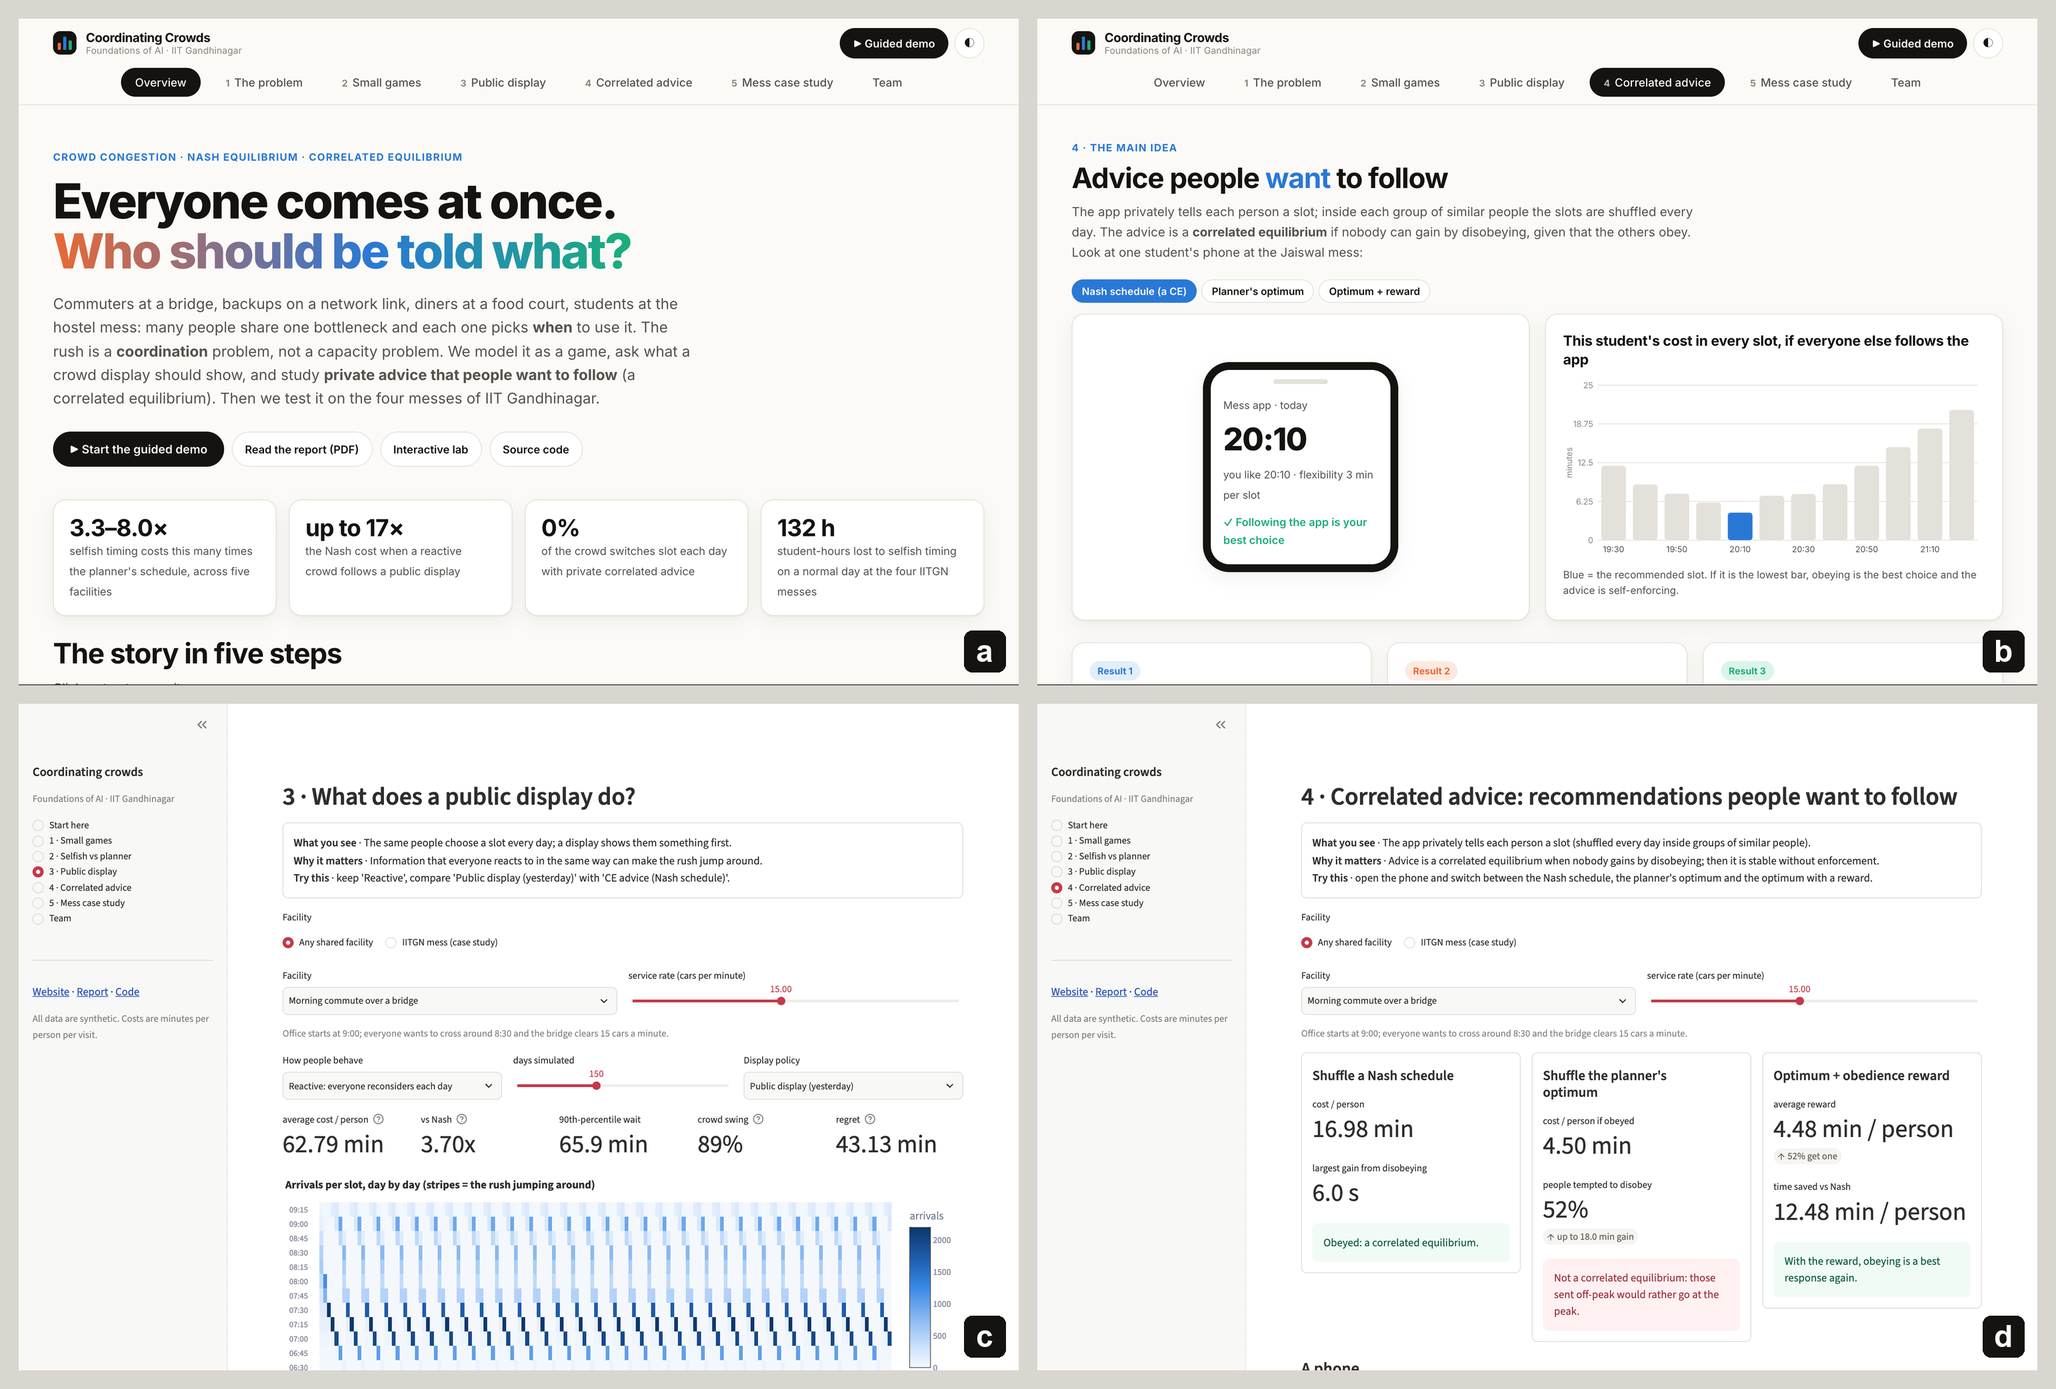 Coordinating Crowds
Foundations of AI · IIT Gandhinagar
▶ Guided demo
Overview
1 The problem
2 Small games
3 Public display
4 Correlated advice
5 Mess case study
Team
CROWD CONGESTION · NASH EQUILIBRIUM · CORRELATED EQUILIBRIUM
Everyone comes at once.
Who should be told what?
Commuters at a bridge, backups on a network link, diners at a food court, students at the
hostel mess: many people share one bottleneck and each one picks when to use it. The
rush is a coordination problem, not a capacity problem. We model it as a game, ask what a
crowd display should show, and study private advice that people want to follow (a
correlated equilibrium). Then we test it on the four messes of IIT Gandhinagar.
▶ Start the guided demo
Read the report (PDF)
Interactive lab
Source code
3.3–8.0×
selfish timing costs this many times
the planner's schedule, across five
facilities
up to 17×
the Nash cost when a reactive
crowd follows a public display
0%
of the crowd switches slot each day
with private correlated advice
132 h
student-hours lost to selfish timing
on a normal day at the four IITGN
messes
The story in five steps
a
Coordinating Crowds
Foundations of AI · IIT Gandhinagar
▶ Guided demo
Overview
1 The problem
2 Small games
3 Public display
4 Correlated advice
5 Mess case study
Team
4 · THE MAIN IDEA
Advice people want to follow
The app privately tells each person a slot; inside each group of similar people the slots are shuffled every
day. The advice is a correlated equilibrium if nobody can gain by disobeying, given that the others obey.
Look at one student's phone at the Jaiswal mess:
Nash schedule (a CE)
Planner's optimum
Optimum + reward
Mess app · today
20:10
you like 20:10 · flexibility 3 min
per slot
✓ Following the app is your
best choice
This student's cost in every slot, if everyone else follows the
app
25
18.75
12.5
6.25
0
minutes
19:30
19:50
20:10
20:30
20:50
21:10
Blue = the recommended slot. If it is the lowest bar, obeying is the best choice and the
advice is self-enforcing.
Result 1
Result 2
Result 3
b
«
Coordinating crowds
Foundations of AI · IIT Gandhinagar
Start here
1 · Small games
2 · Selfish vs planner
3 · Public display
4 · Correlated advice
5 · Mess case study
Team
Website · Report · Code
All data are synthetic. Costs are minutes per
person per visit.
3 · What does a public display do?
What you see · The same people choose a slot every day; a display shows them something first.
Why it matters · Information that everyone reacts to in the same way can make the rush jump around.
Try this · keep 'Reactive', compare 'Public display (yesterday)' with 'CE advice (Nash schedule)'.
Facility
Any shared facility
IITGN mess (case study)
Facility
Morning commute over a bridge
service rate (cars per minute)
15.00
Office starts at 9:00; everyone wants to cross around 8:30 and the bridge clears 15 cars a minute.
How people behave
Reactive: everyone reconsiders each day
days simulated
150
Display policy
Public display (yesterday)
average cost / person
62.79 min
vs Nash
3.70x
90th-percentile wait
65.9 min
crowd swing
89%
regret
43.13 min
Arrivals per slot, day by day (stripes = the rush jumping around)
09:15
09:00
08:45
08:30
08:15
08:00
07:45
07:30
07:15
07:00
06:45
06:30
arrivals
2000
1500
1000
500
0
c
«
Coordinating crowds
Foundations of AI · IIT Gandhinagar
Start here
1 · Small games
2 · Selfish vs planner
3 · Public display
4 · Correlated advice
5 · Mess case study
Team
Website · Report · Code
All data are synthetic. Costs are minutes per
person per visit.
4 · Correlated advice: recommendations people want to follow
What you see · The app privately tells each person a slot (shuffled every day inside groups of similar people).
Why it matters · Advice is a correlated equilibrium when nobody gains by disobeying; then it is stable without enforcement.
Try this · open the phone and switch between the Nash schedule, the planner's optimum and the optimum with a reward.
Facility
Any shared facility
IITGN mess (case study)
Facility
Morning commute over a bridge
service rate (cars per minute)
15.00
Office starts at 9:00; everyone wants to cross around 8:30 and the bridge clears 15 cars a minute.
Shuffle a Nash schedule
cost / person
16.98 min
largest gain from disobeying
6.0 s
Obeyed: a correlated equilibrium.
Shuffle the planner's
optimum
cost / person if obeyed
4.50 min
people tempted to disobey
52%
↑ up to 18.0 min gain
Not a correlated equilibrium: those
sent off-peak would rather go at the
peak.
Optimum + obedience reward
average reward
4.48 min / person
↑ 52% get one
time saved vs Nash
12.48 min / person
With the reward, obeying is a best
response again.
A phone
d